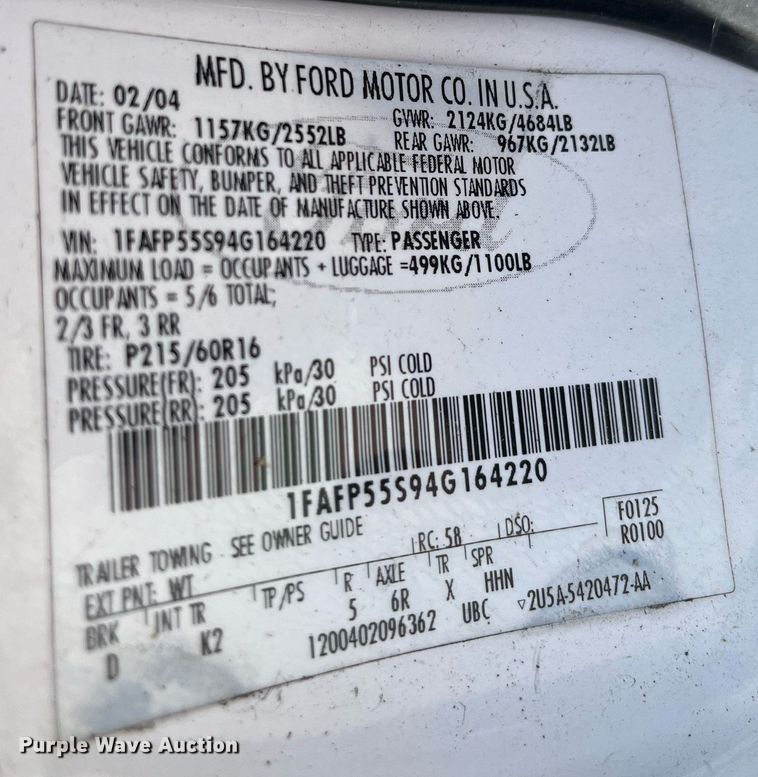 MFD. BY FORD MOTOR CO. IN U.S.A.
DATE: 02/04
GVWR: 2124KG/4684LB
FRONT GAWR: 1157KG/2552LB
REAR GAWR: 967KG/2132LB
THIS VEHICLE CONFORMS TO ALL APPLICABLE FEDERAL MOTOR
VEHICLE SAFETY, BUMPER, AND THEFT PREVENTION STANDARDS
IN EFFECT ON THE DATE OF MANUFACTURE SHOWN ABOVE.
VIN: 1FAFP55S94G164220 TYPE: PASSENGER
MAXIMUM LOAD = OCCUPANTS + LUGGAGE =499KG/1100LB
OCCUPANTS = 5/6 TOTAL;
2/3 FR, 3 RR
TIRE: P215/60R16
PRESSURE(FR): 205 kPa/30 PSI COLD
PRESSURE(RR): 205 kPa/30 PSI COLD
1FAFP55S94G164220
TRAILER TOWING - SEE OWNER GUIDE
F0125
R0100
EXT PNT: WT RC: 58 DSO:
BRK INT TR TP/PS R AXLE TR SPR
D K2 5 6R X HHN
1200402096362 UBC ▽2U5A-5420472-AA
Purple Wave Auction